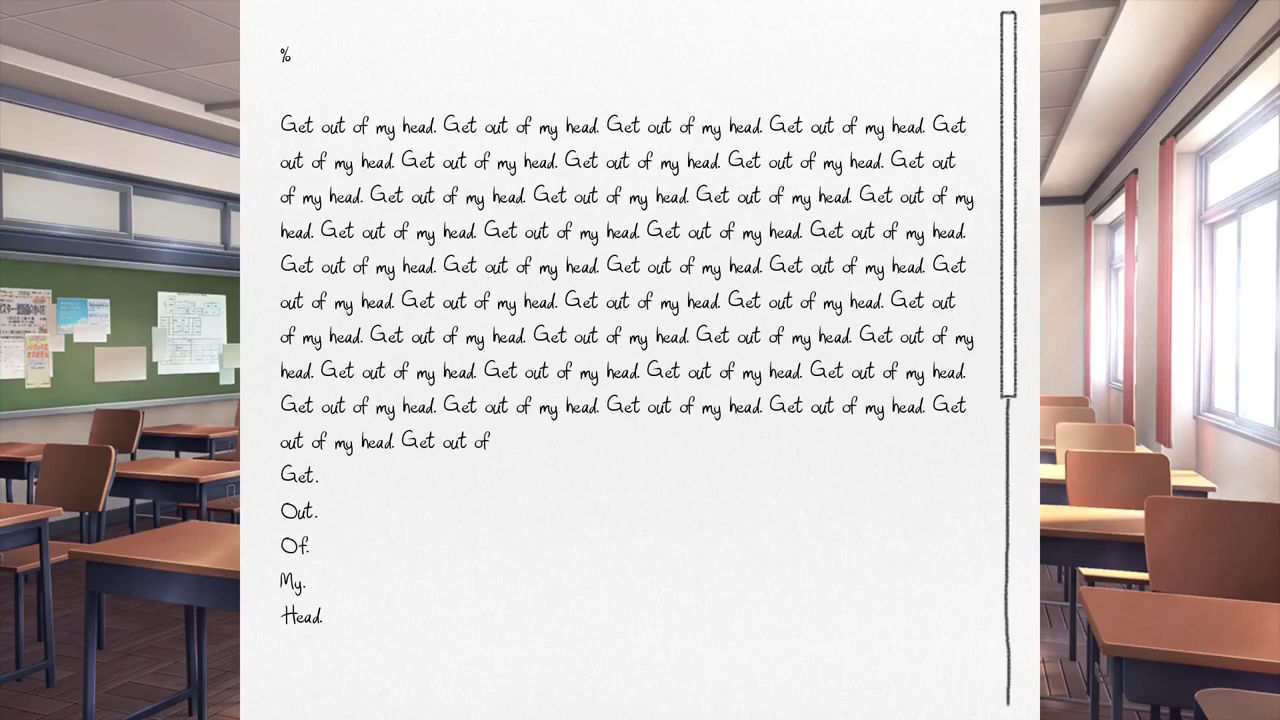 %
Get out of my head. Get out of my head. Get out of my head. Get out of my head. Get
out of my head. Get out of my head. Get out of my head. Get out of my head. Get out
of my head. Get out of my head. Get out of my head. Get out of my head. Get out of my
head. Get out of my head. Get out of my head. Get out of my head. Get out of my head.
Get out of my head. Get out of my head. Get out of my head. Get out of my head. Get
out of my head. Get out of my head. Get out of my head. Get out of my head. Get out
of my head. Get out of my head. Get out of my head. Get out of my head. Get out of my
head. Get out of my head. Get out of my head. Get out of my head. Get out of my head.
Get out of my head. Get out of my head. Get out of my head. Get out of my head. Get
out of my head. Get out of
Get.
Out.
Of.
My.
Head.